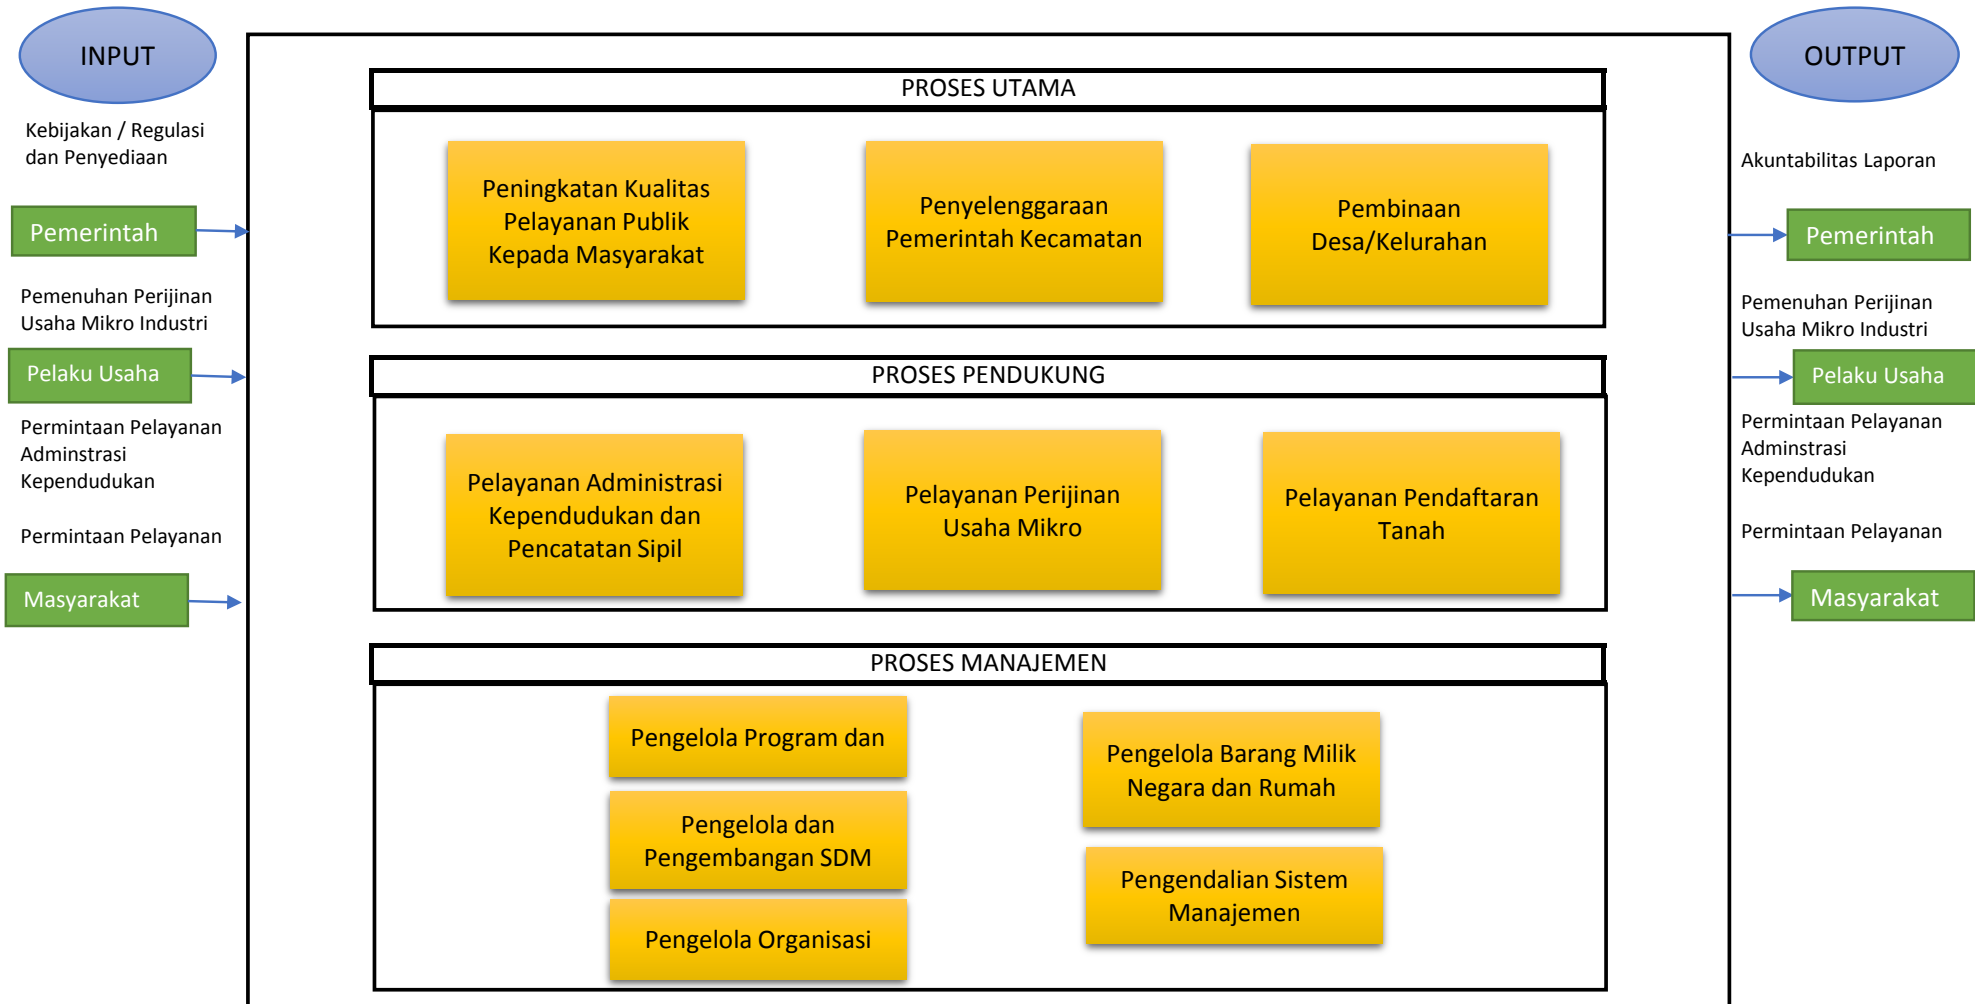 INPUT
Kebijakan / Regulasi
dan Penyediaan
Pemerintah
Pemenuhan Perijinan
Usaha Mikro Industri
Pelaku Usaha
Permintaan Pelayanan
Adminstrasi
Kependudukan
Permintaan Pelayanan
Masyarakat
PROSES UTAMA
Peningkatan Kualitas
Pelayanan Publik
Kepada Masyarakat
Penyelenggaraan
Pemerintah Kecamatan
Pembinaan
Desa/Kelurahan
PROSES PENDUKUNG
Pelayanan Administrasi
Kependudukan dan
Pencatatan Sipil
Pelayanan Perijinan
Usaha Mikro
Pelayanan Pendaftaran
Tanah
PROSES MANAJEMEN
Pengelola Program dan
Pengelola dan
Pengembangan SDM
Pengelola Organisasi
Pengelola Barang Milik
Negara dan Rumah
Pengendalian Sistem
Manajemen
OUTPUT
Akuntabilitas Laporan
Pemerintah
Pemenuhan Perijinan
Usaha Mikro Industri
Pelaku Usaha
Permintaan Pelayanan
Adminstrasi
Kependudukan
Permintaan Pelayanan
Masyarakat